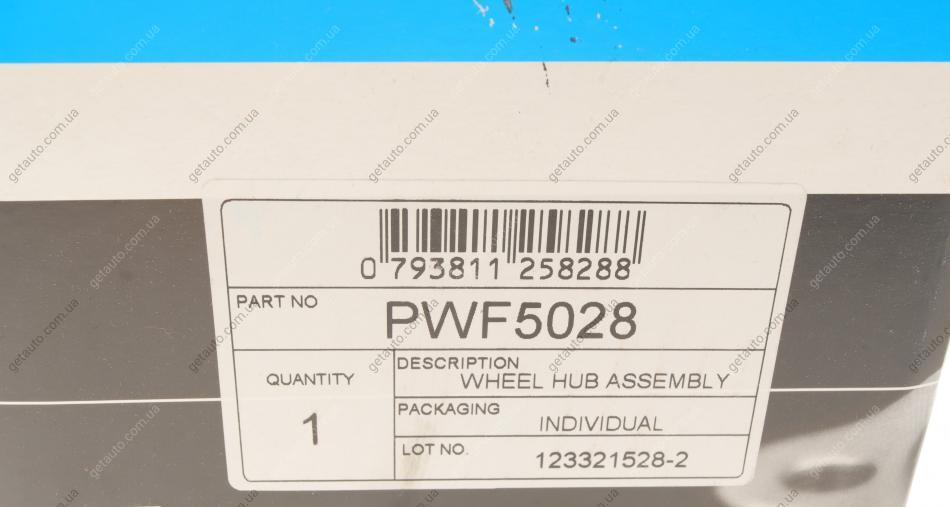 0 793811 258288
PART NO
PWF5028
QUANTITY
1
DESCRIPTION
WHEEL HUB ASSEMBLY
PACKAGING
INDIVIDUAL
LOT NO.
123321528-2
getauto.com.ua